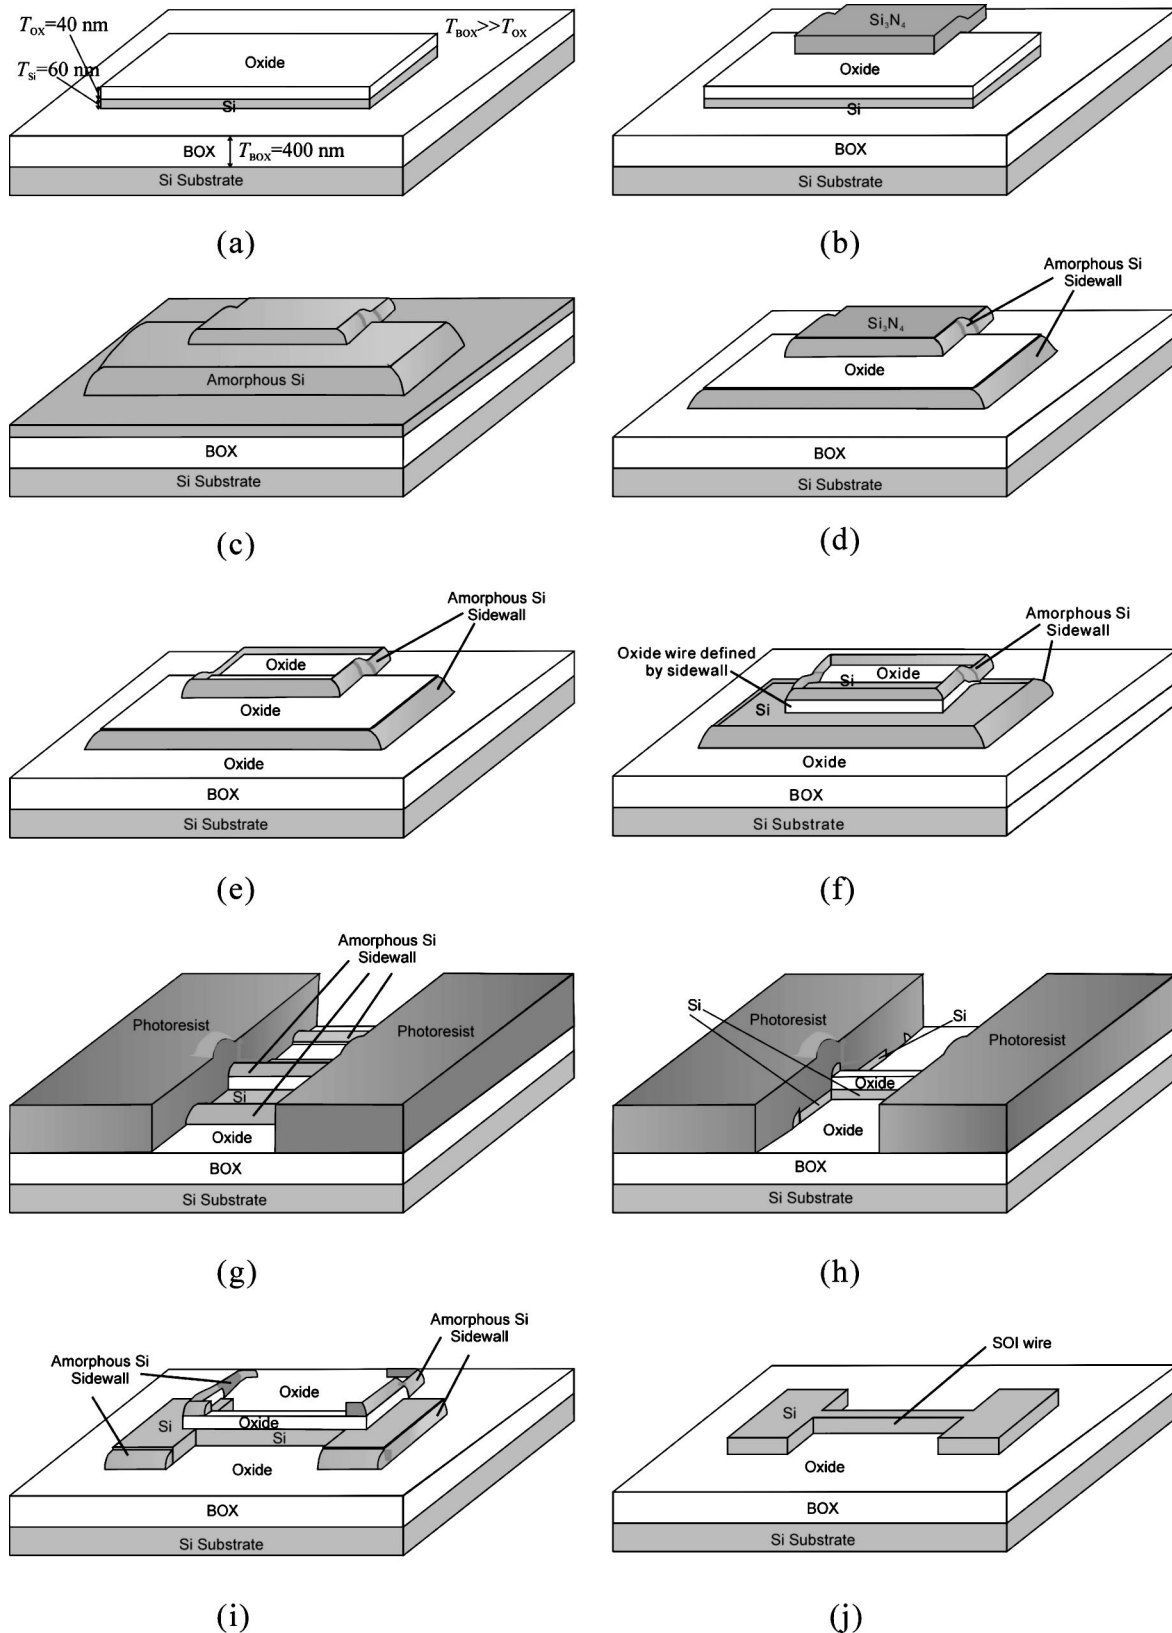 T_OX=40 nm
T_BOX>>T_OX
Oxide
T_Si=60 nm
Si
BOX
T_BOX=400 nm
Si Substrate
(a)
Si₃N₄
Oxide
Si
BOX
Si Substrate
(b)
Amorphous Si
BOX
Si Substrate
(c)
Amorphous Si
Sidewall
Si₃N₄
Oxide
BOX
Si Substrate
(d)
Amorphous Si
Sidewall
Oxide
Oxide
Oxide
BOX
Si Substrate
(e)
Amorphous Si
Sidewall
Oxide wire defined
by sidewall
Oxide
Si
Si
Oxide
BOX
Si Substrate
(f)
Amorphous Si
Sidewall
Photoresist
Photoresist
Si
Oxide
BOX
Si Substrate
(g)
Si
Si
Photoresist
Photoresist
Oxide
Oxide
BOX
Si Substrate
(h)
Amorphous Si
Sidewall
Amorphous Si
Sidewall
Oxide
Si
Oxide
Si
Oxide
BOX
Si Substrate
(i)
SOI wire
Si
Oxide
BOX
Si Substrate
(j)